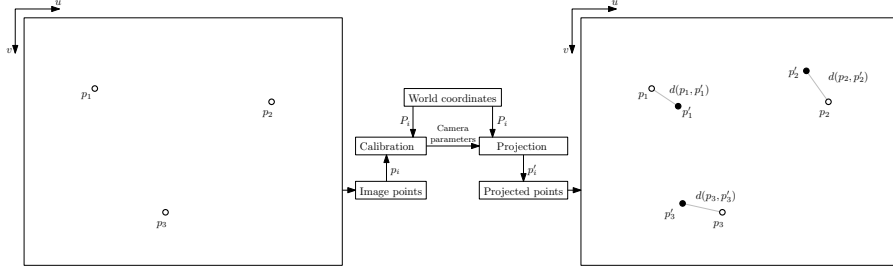 u
v
p₁
p₂
p₃
World coordinates
Pᵢ
Pᵢ
Camera
parameters
Calibration
Projection
pᵢ
p′ᵢ
Image points
Projected points
u
v
p′₂
d(p₂, p′₂)
p₁
d(p₁, p′₁)
p′₁
p₂
d(p₃, p′₃)
p′₃
p₃